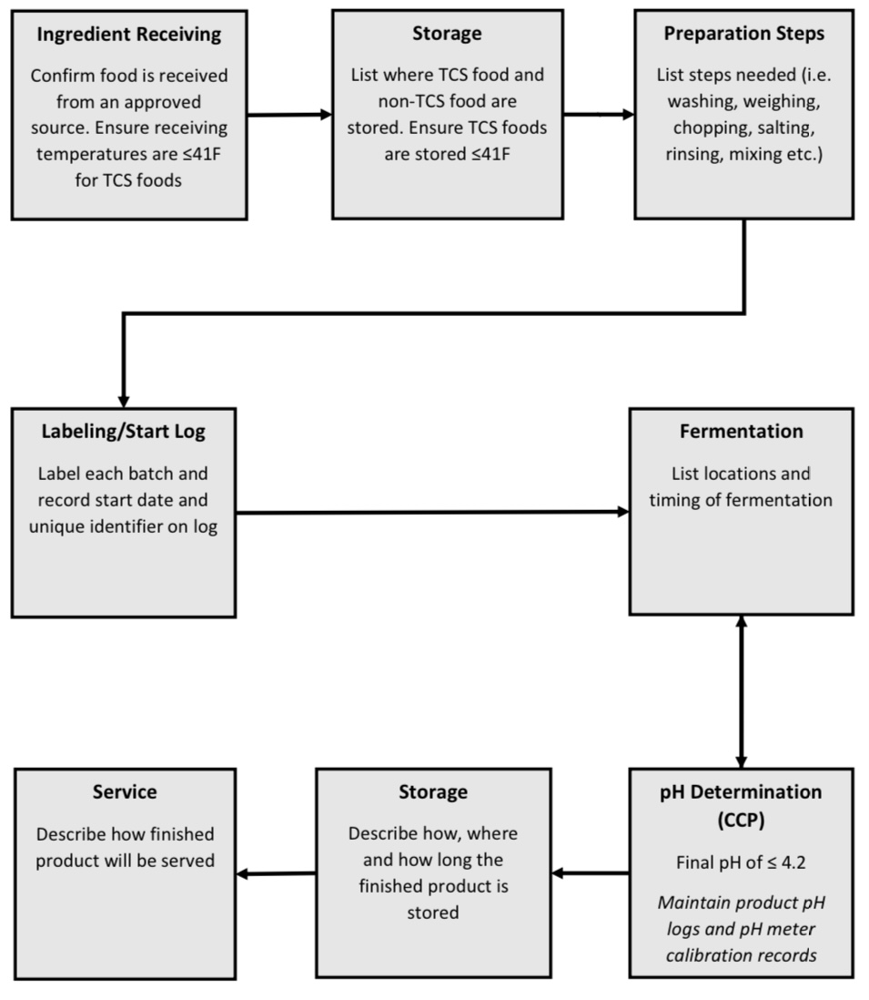 Ingredient Receiving
Confirm food is received
from an approved
source. Ensure receiving
temperatures are ≤41F
for TCS foods
Storage
List where TCS food and
non-TCS food are
stored. Ensure TCS foods
are stored ≤41F
Preparation Steps
List steps needed (i.e.
washing, weighing,
chopping, salting,
rinsing, mixing etc.)
Labeling/Start Log
Label each batch and
record start date and
unique identifier on log
Fermentation
List locations and
timing of fermentation
pH Determination
(CCP)
Final pH of ≤ 4.2
Maintain product pH
logs and pH meter
calibration records
Storage
Describe how, where
and how long the
finished product is
stored
Service
Describe how finished
product will be served